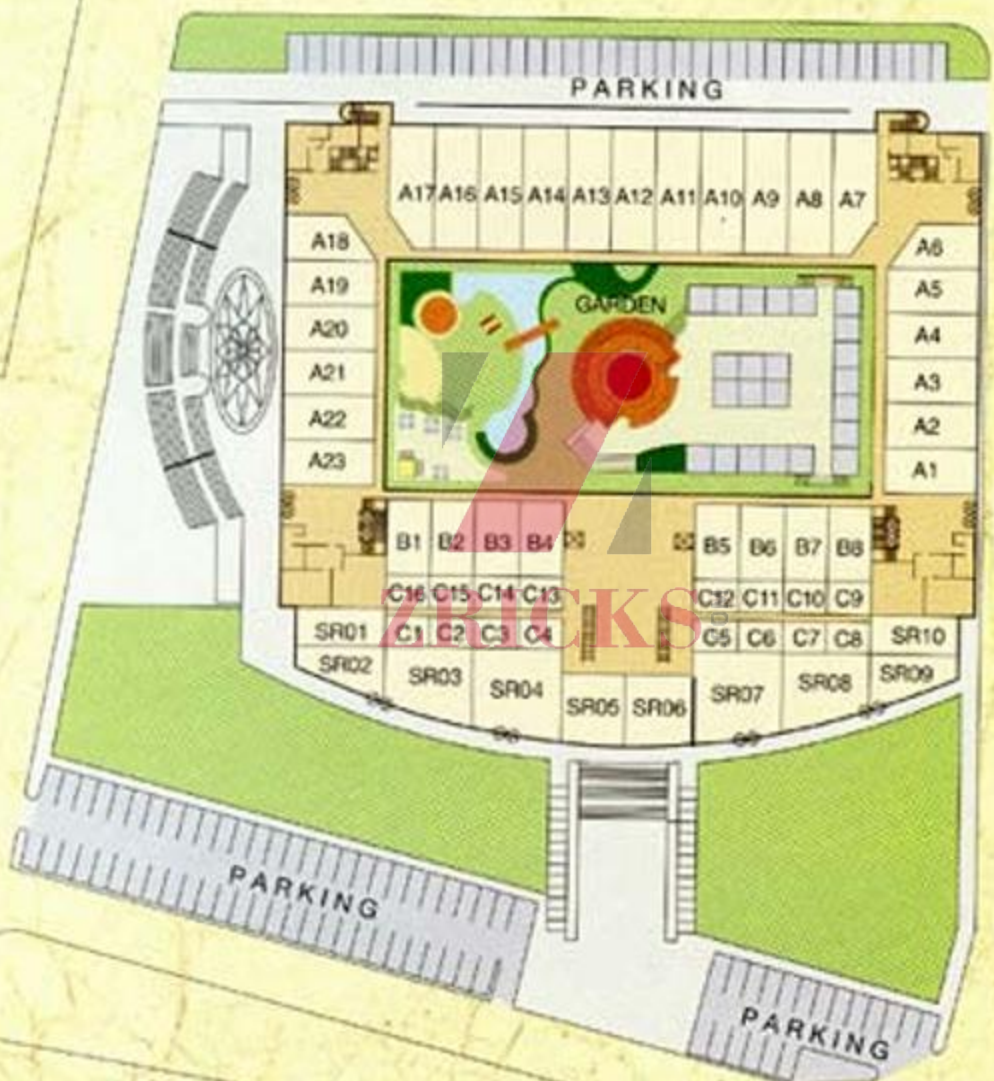 PARKING
A17 A16 A15 A14 A13 A12 A11 A10 A9 A8 A7
A18
A19
A20
A21
A22
A23
A6
A5
A4
A3
A2
A1
GARDEN
B1 B2 B3 B4
B5 B6 B7 B8
C16 C15 C14 C13
C12 C11 C10 C9
ZRICKS
SR01 C1 C2 C3 C4
C5 C6 C7 C8 SR10
SR02 SR03 SR04 SR05 SR06 SR07 SR08 SR09
PARKING
PARKING